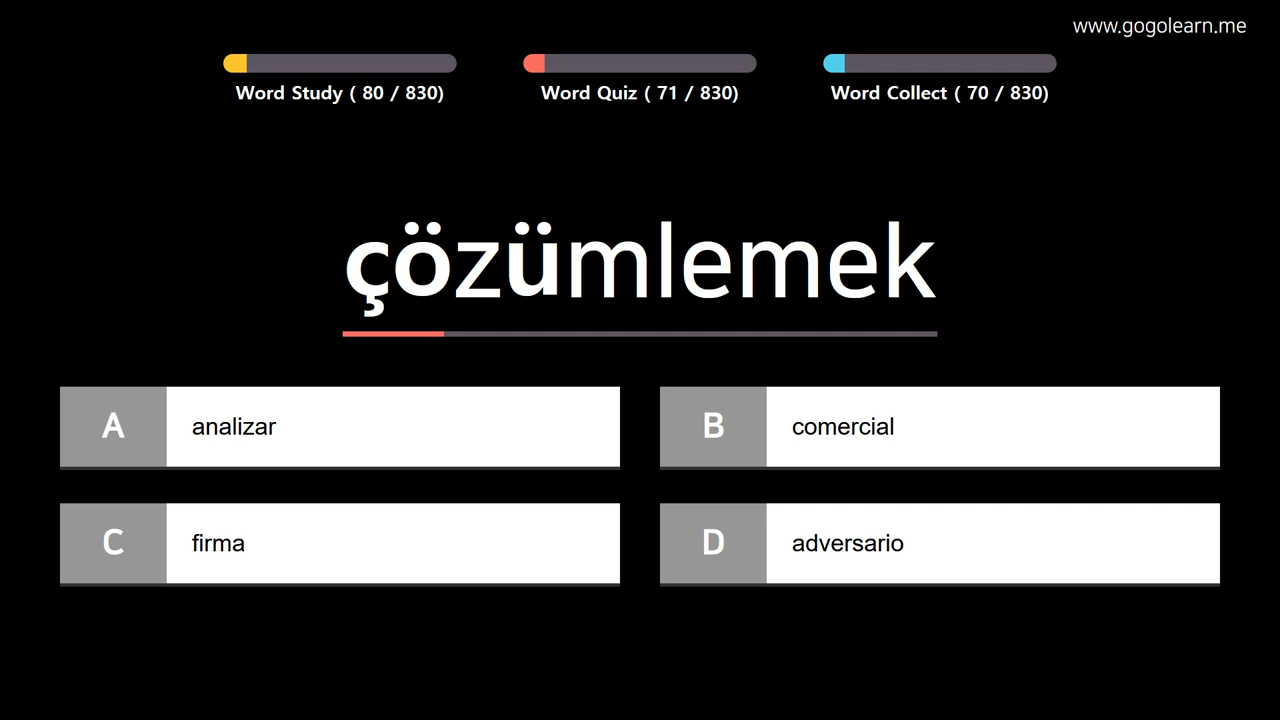 www.gogolearn.me
Word Study ( 80 / 830)
Word Quiz ( 71 / 830)
Word Collect ( 70 / 830)
çözümlemek
A analizar
B comercial
C firma
D adversario